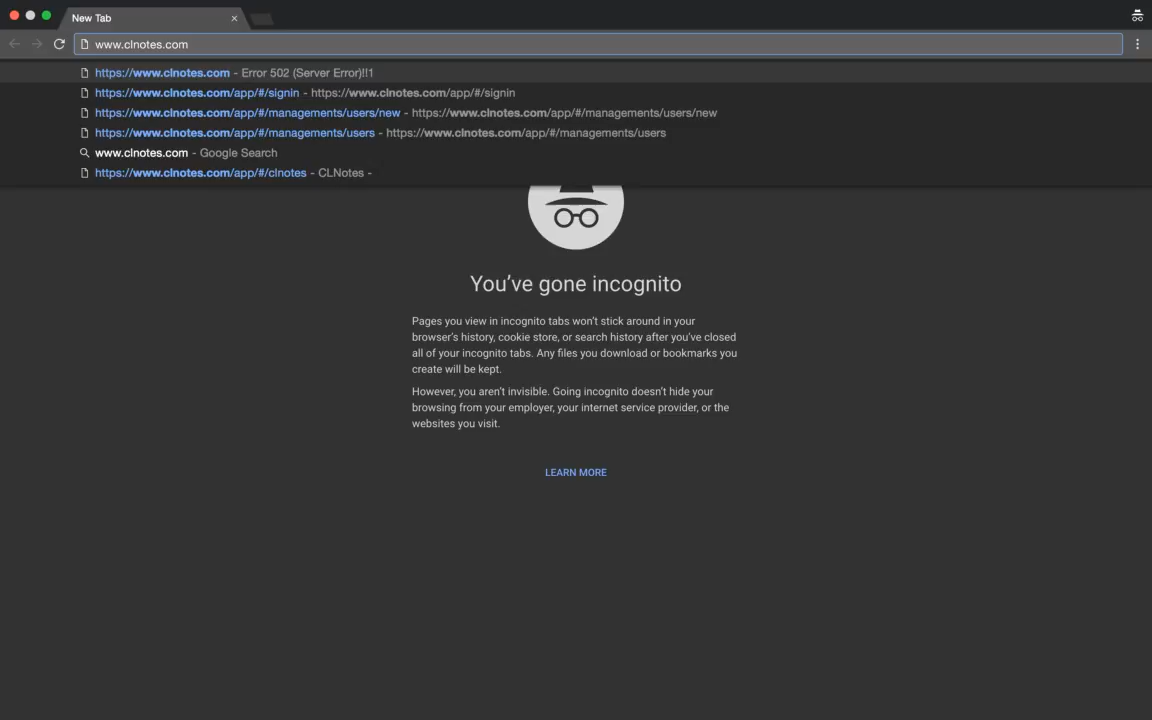 New Tab
www.clnotes.com
https://www.clnotes.com - Error 502 (Server Error)!!1
https://www.clnotes.com/app/#/signin - https://www.clnotes.com/app/#/signin
https://www.clnotes.com/app/#/managements/users/new - https://www.clnotes.com/app/#/managements/users/new
https://www.clnotes.com/app/#/managements/users - https://www.clnotes.com/app/#/managements/users
www.clnotes.com - Google Search
https://www.clnotes.com/app/#/clnotes - CLNotes -
You've gone incognito
Pages you view in incognito tabs won't stick around in your
browser's history, cookie store, or search history after you've closed
all of your incognito tabs. Any files you download or bookmarks you
create will be kept.
However, you aren't invisible. Going incognito doesn't hide your
browsing from your employer, your internet service provider, or the
websites you visit.
LEARN MORE